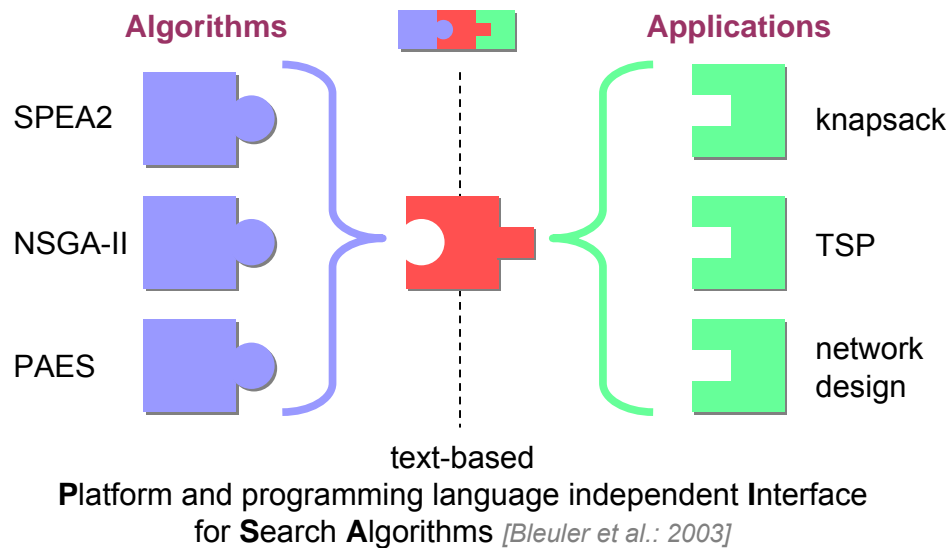 Algorithms
Applications
SPEA2
knapsack
NSGA-II
TSP
PAES
network
design
text-based
Platform and programming language independent Interface
for Search Algorithms [Bleuler et al.: 2003]